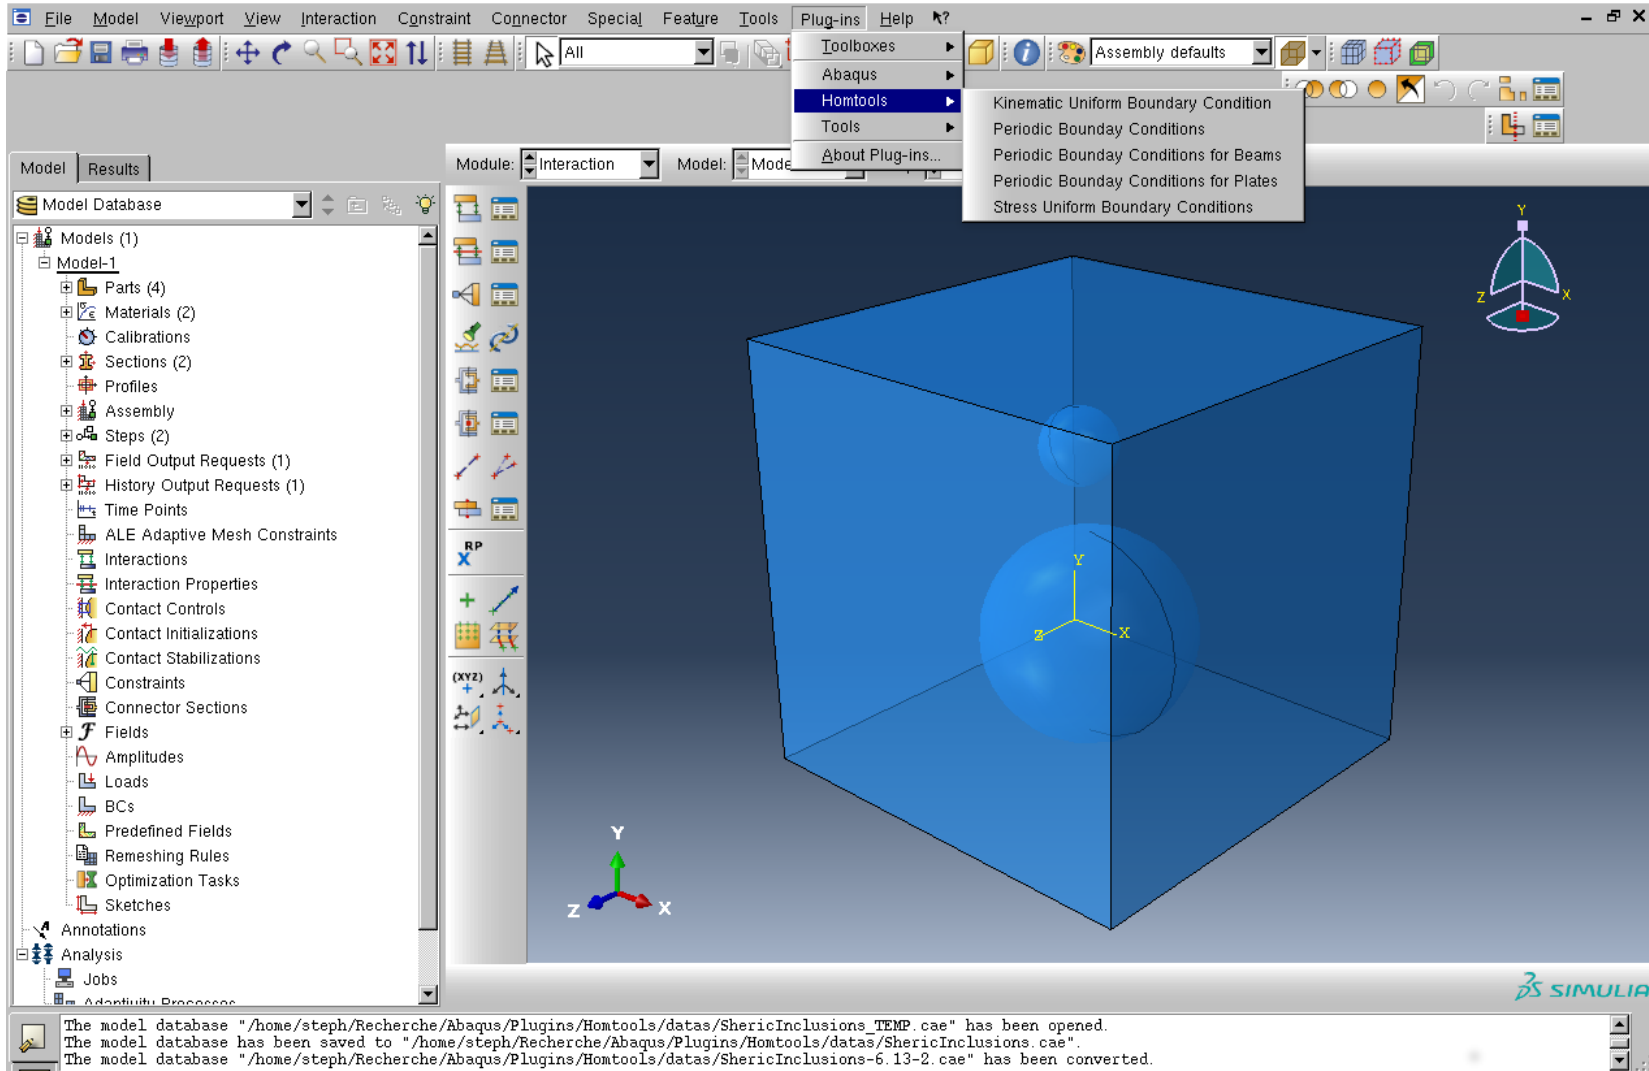 File Model Viewport View Interaction Constraint Connector Special Feature Tools Plug-ins Help
All
Assembly defaults
Toolboxes
Abaqus
Homtools
Tools
About Plug-ins...
Kinematic Uniform Boundary Condition
Periodic Bounday Conditions
Periodic Boundary Conditions for Beams
Periodic Boundary Conditions for Plates
Stress Uniform Boundary Conditions
Model Results
Module: Interaction Model: Mode
Model Database
Models (1)
Model-1
Parts (4)
Materials (2)
Calibrations
Sections (2)
Profiles
Assembly
Steps (2)
Field Output Requests (1)
History Output Requests (1)
Time Points
ALE Adaptive Mesh Constraints
Interactions
Interaction Properties
Contact Controls
Contact Initializations
Contact Stabilizations
Constraints
Connector Sections
Fields
Amplitudes
Loads
BCs
Predefined Fields
Remeshing Rules
Optimization Tasks
Sketches
Annotations
Analysis
Jobs
RP
(XYZ)
Y
Z X
Y
Z X
Y
Z X
SIMULIA
The model database "/home/steph/Recherche/Abaqus/Plugins/Homtools/datas/ShericInclusions_TEMP.cae" has been opened.
The model database has been saved to "/home/steph/Recherche/Abaqus/Plugins/Homtools/datas/ShericInclusions.cae".
The model database "/home/steph/Recherche/Abaqus/Plugins/Homtools/datas/ShericInclusions-6.13-2.cae" has been converted.